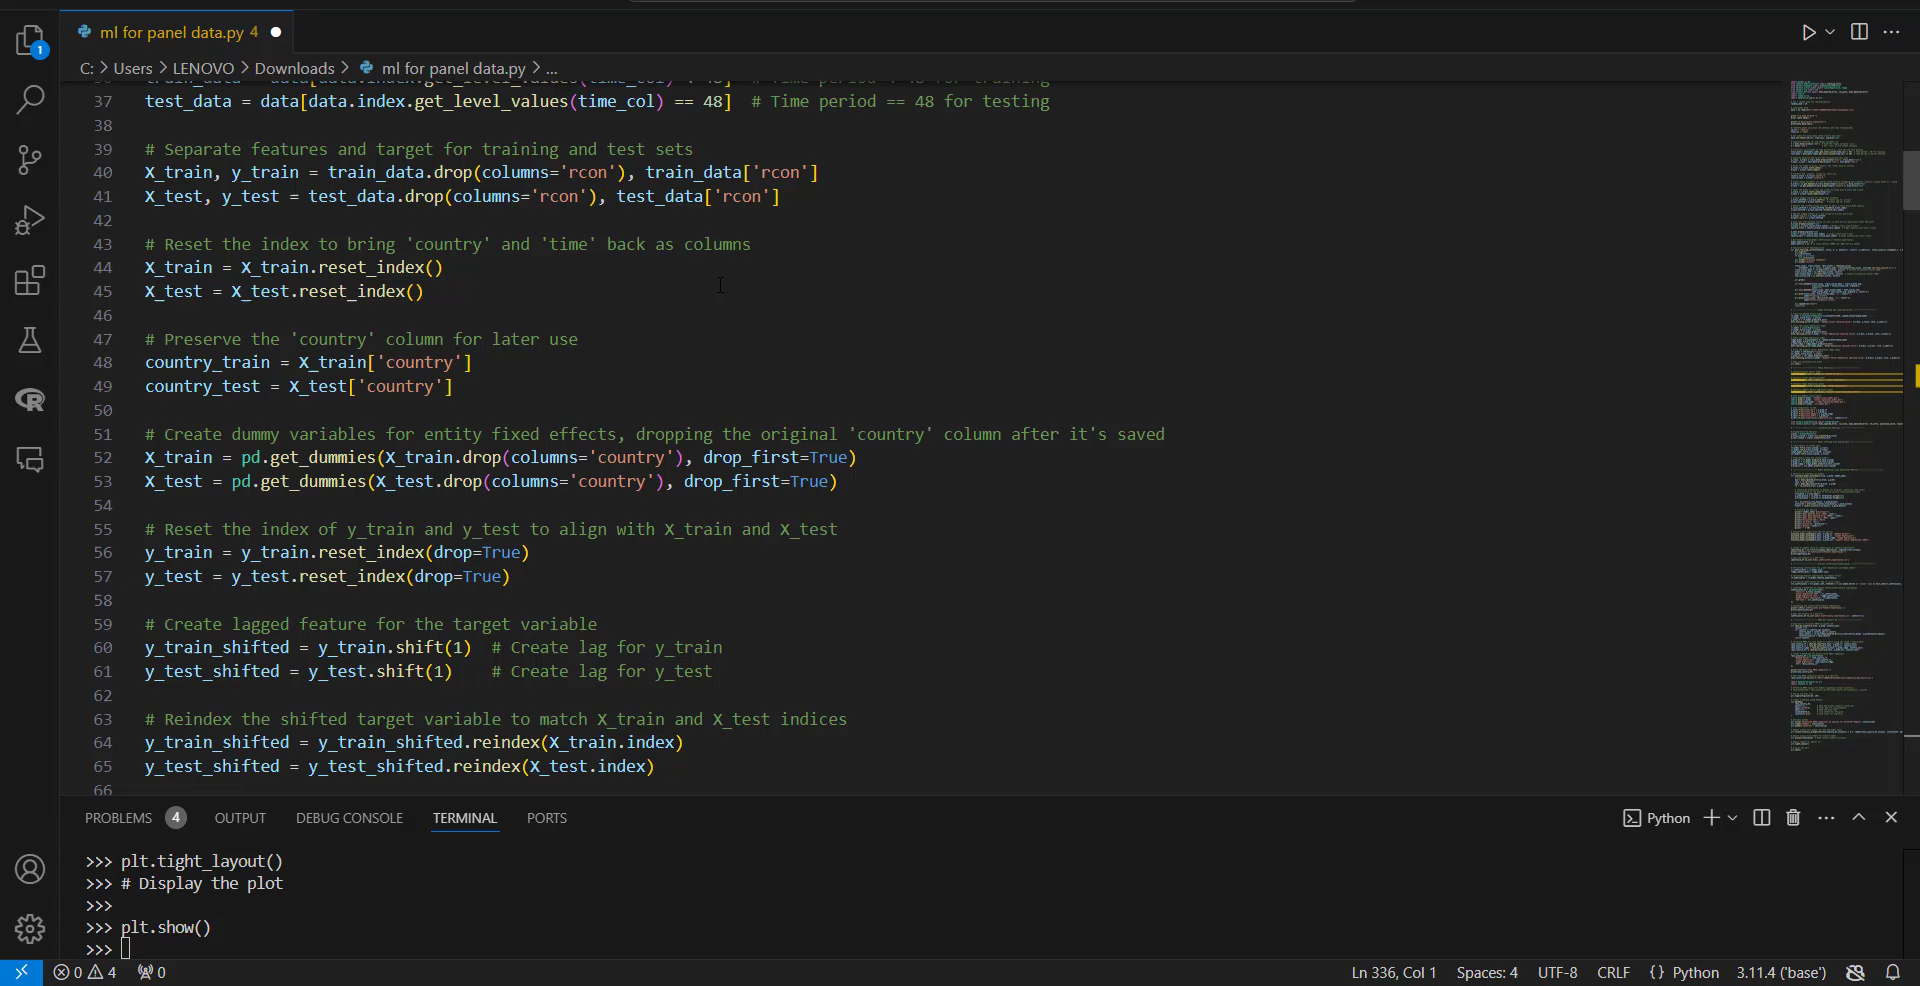 ml for panel data.py 4
C: > Users > LENOVO > Downloads > ml for panel data.py > ...
37 test_data = data[data.index.get_level_values(time_col) == 48]  # Time period == 48 for testing
38
39 # Separate features and target for training and test sets
40 X_train, y_train = train_data.drop(columns='rcon'), train_data['rcon']
41 X_test, y_test = test_data.drop(columns='rcon'), test_data['rcon']
42
43 # Reset the index to bring 'country' and 'time' back as columns
44 X_train = X_train.reset_index()
45 X_test = X_test.reset_index()
46
47 # Preserve the 'country' column for later use
48 country_train = X_train['country']
49 country_test = X_test['country']
50
51 # Create dummy variables for entity fixed effects, dropping the original 'country' column after it's saved
52 X_train = pd.get_dummies(X_train.drop(columns='country'), drop_first=True)
53 X_test = pd.get_dummies(X_test.drop(columns='country'), drop_first=True)
54
55 # Reset the index of y_train and y_test to align with X_train and X_test
56 y_train = y_train.reset_index(drop=True)
57 y_test = y_test.reset_index(drop=True)
58
59 # Create lagged feature for the target variable
60 y_train_shifted = y_train.shift(1)  # Create lag for y_train
61 y_test_shifted = y_test.shift(1)    # Create lag for y_test
62
63 # Reindex the shifted target variable to match X_train and X_test indices
64 y_train_shifted = y_train_shifted.reindex(X_train.index)
65 y_test_shifted = y_test_shifted.reindex(X_test.index)
66
PROBLEMS 4 OUTPUT DEBUG CONSOLE TERMINAL PORTS Python
>>> plt.tight_layout()
>>> # Display the plot
>>>
>>> plt.show()
>>>
0 4 0 Ln 336, Col 1 Spaces: 4 UTF-8 CRLF {} Python 3.11.4 ('base')